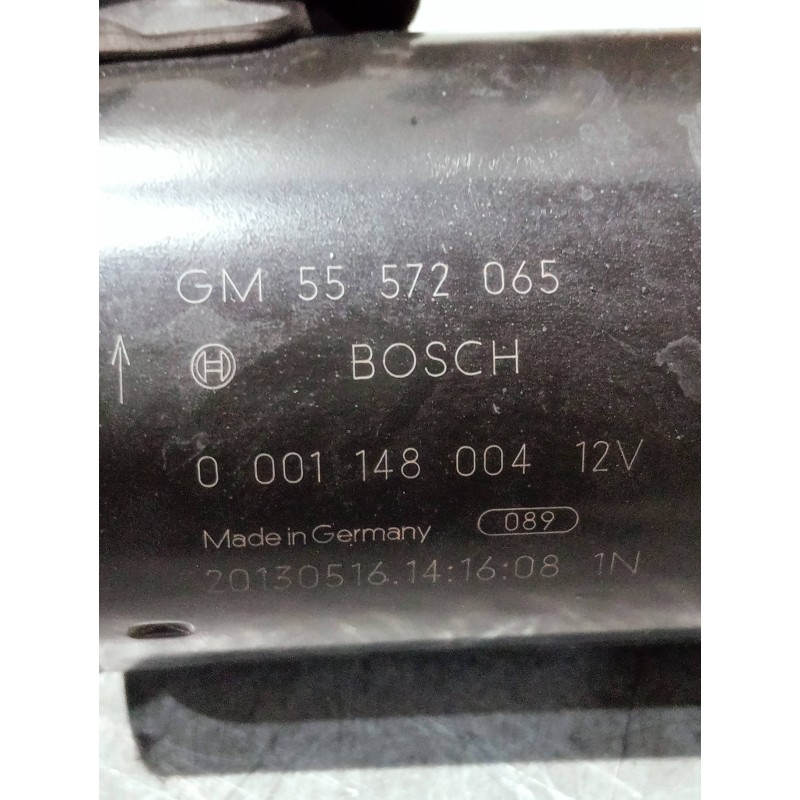 GM 55 572 065
BOSCH
0 001 148 004 12V
Made in Germany 089
20130516.14:16:08 1N